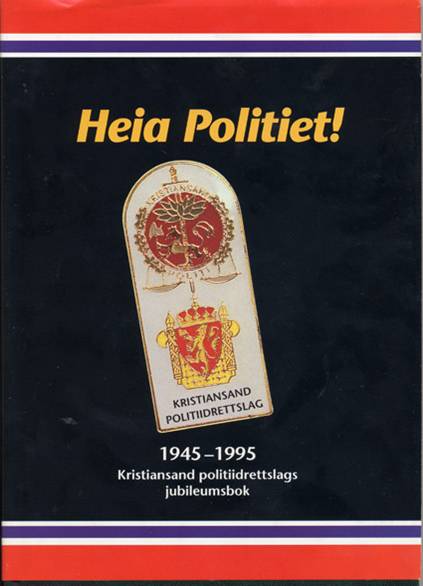 Heia Politiet!
KRISTIANSAND
POLITI
KRISTIANSAND
POLITIIDRETTSLAG
1945–1995
Kristiansand politiidrettslags
jubileumsbok